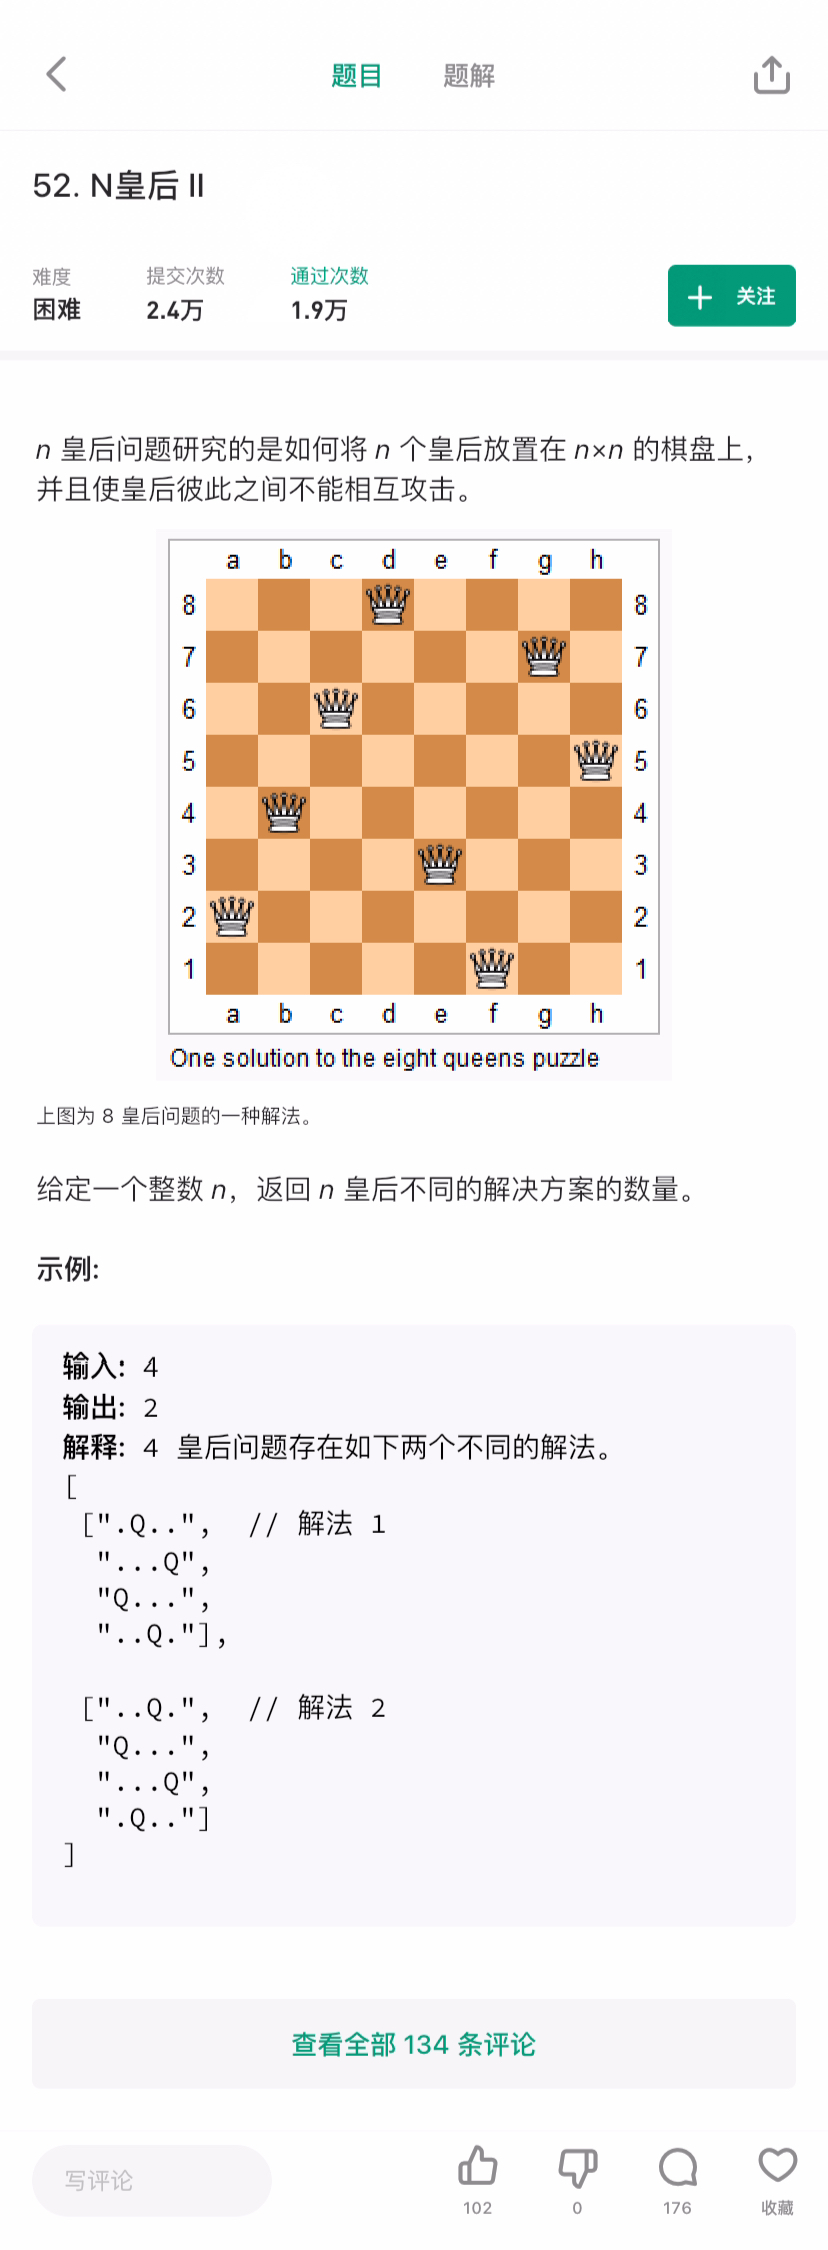 题目 题解
52. N皇后 II
难度 提交次数 通过次数
困难 2.4万 1.9万
关注
n 皇后问题研究的是如何将 n 个皇后放置在 n×n 的棋盘上，
并且使皇后彼此之间不能相互攻击。
a b c d e f g h
8 8
7 7
6 6
5 5
4 4
3 3
2 2
1 1
a b c d e f g h
One solution to the eight queens puzzle
上图为 8 皇后问题的一种解法。
给定一个整数 n，返回 n 皇后不同的解决方案的数量。
示例:
输入: 4
输出: 2
解释: 4 皇后问题存在如下两个不同的解法。
[
[".Q..", // 解法 1
"...Q",
"Q...",
"..Q."],
["..Q.", // 解法 2
"Q...",
"...Q",
".Q.."]
]
查看全部 134 条评论
写评论
102 0 176 收藏